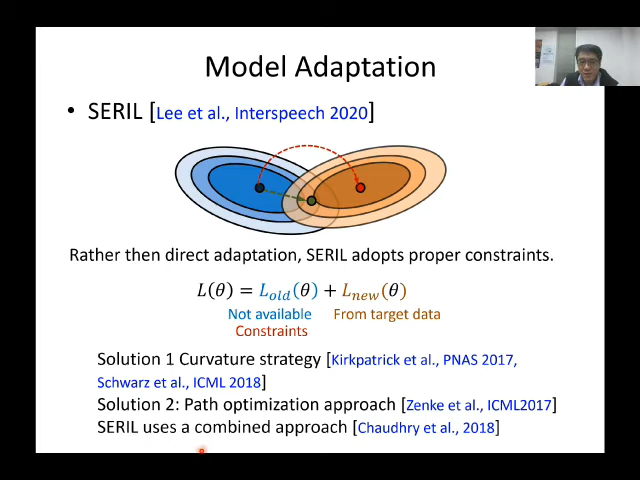 Model Adaptation
• SERIL [Lee et al., Interspeech 2020]
Rather then direct adaptation, SERIL adopts proper constraints.
L(θ) = L_old(θ) + L_new(θ)
Not available From target data
Constraints
Solution 1 Curvature strategy [Kirkpatrick et al., PNAS 2017,
Schwarz et al., ICML 2018]
Solution 2: Path optimization approach [Zenke et al., ICML2017]
SERIL uses a combined approach [Chaudhry et al., 2018]